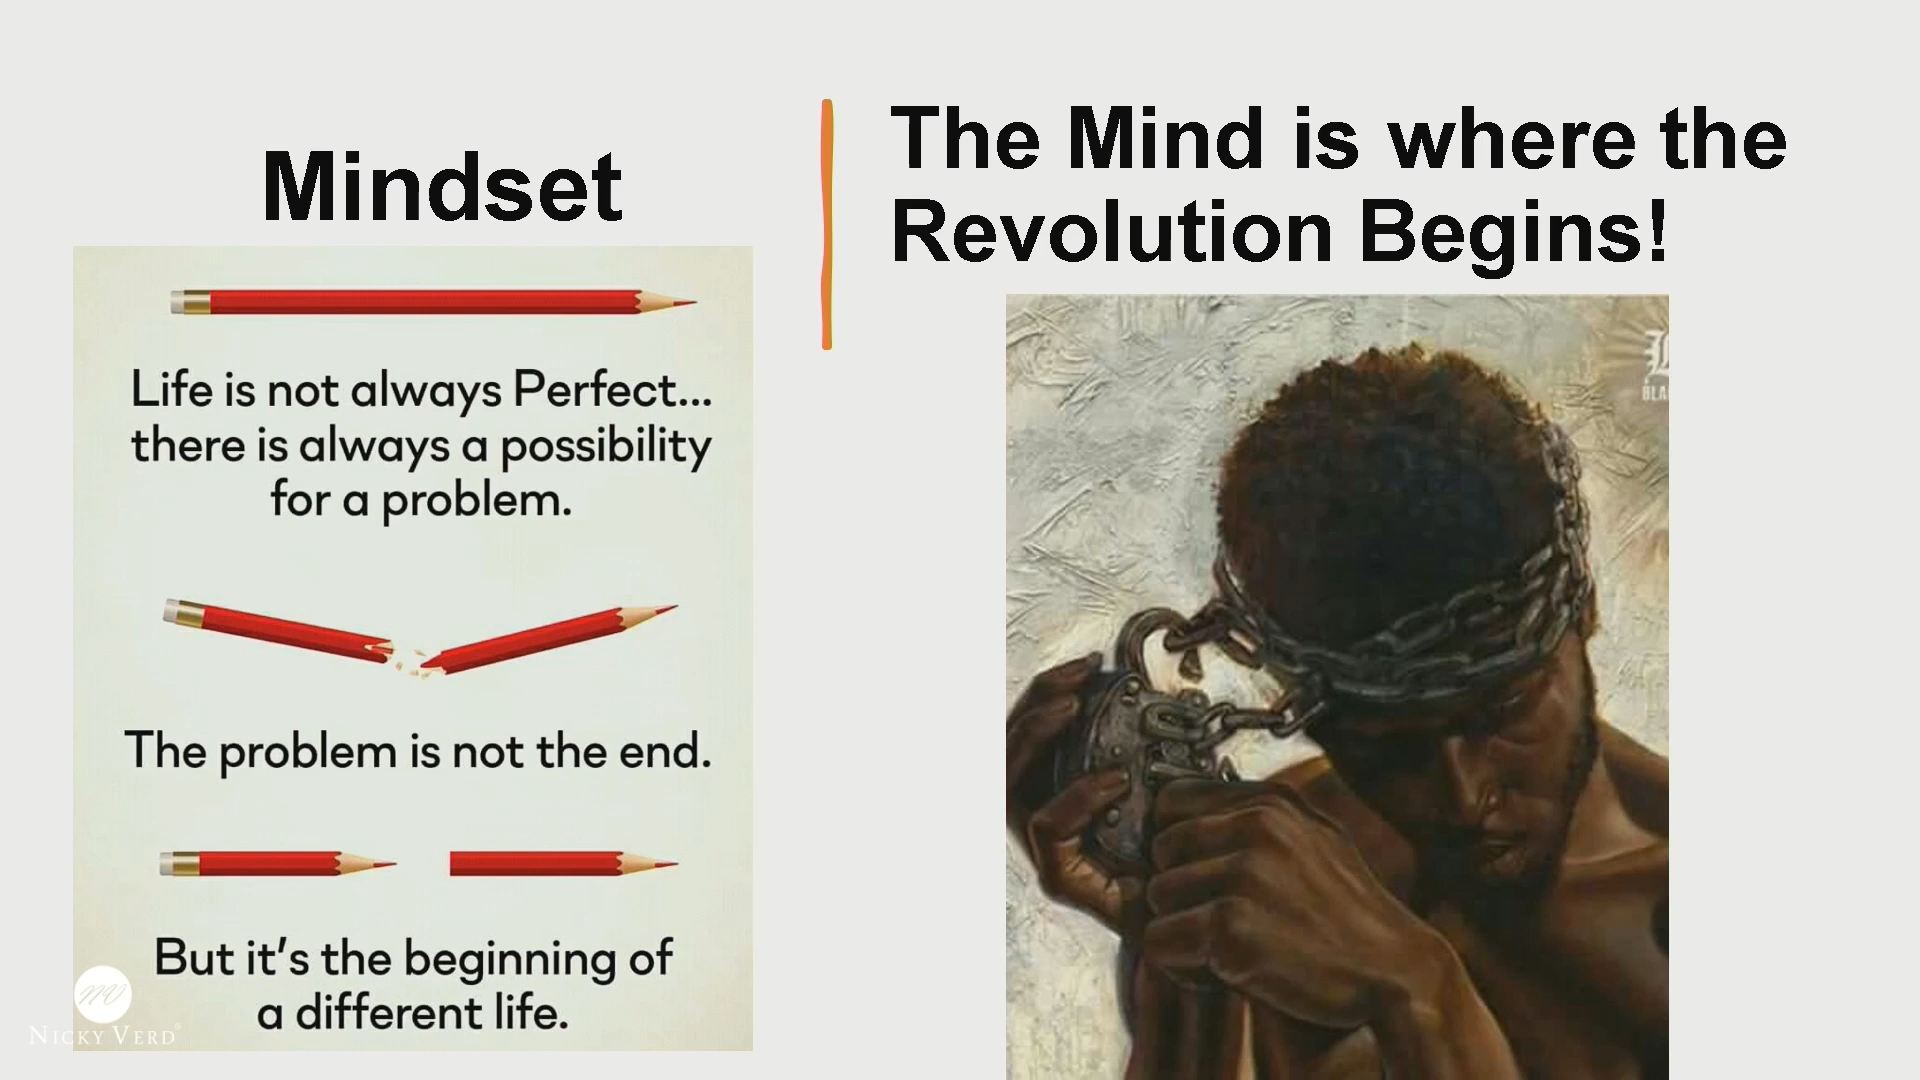 Mindset
Life is not always Perfect...
there is always a possibility
for a problem.
The problem is not the end.
But it's the beginning of
a different life.
NV
NICKY VERD
The Mind is where the
Revolution Begins!